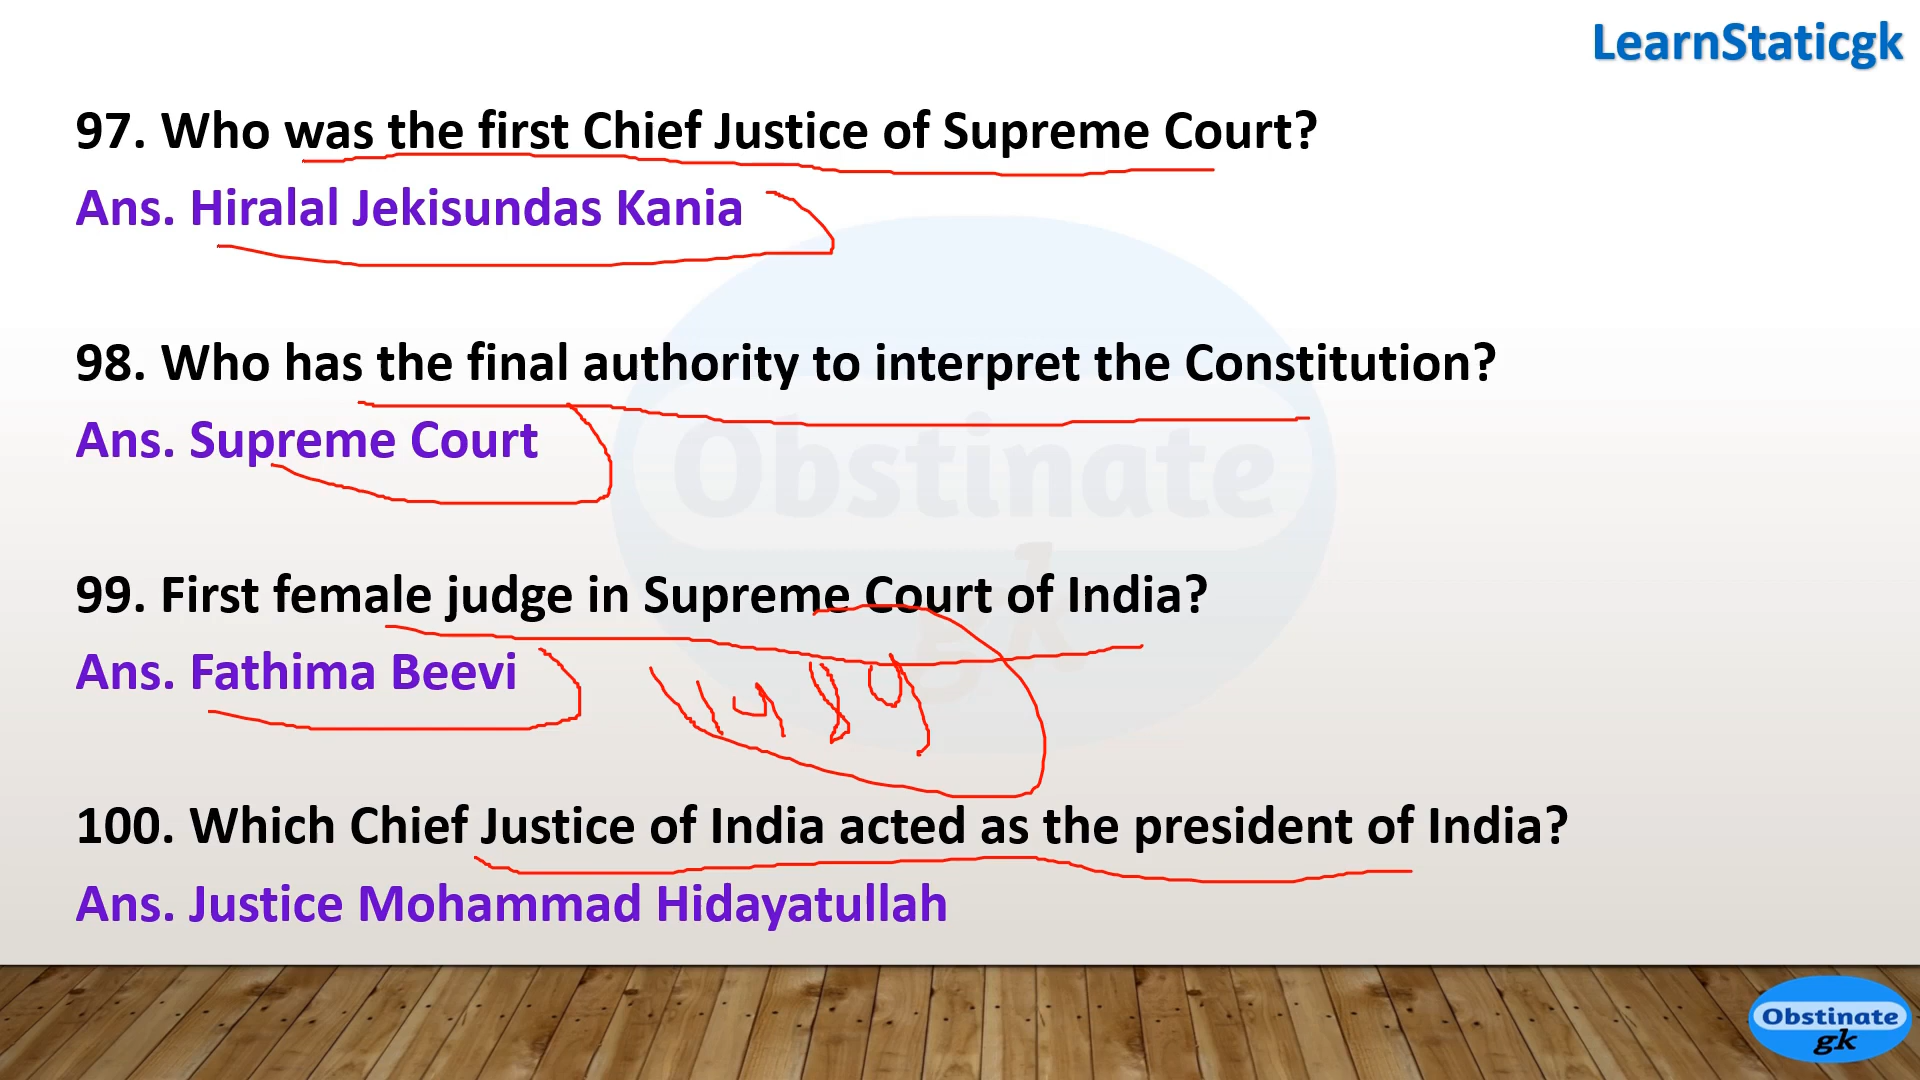 LearnStaticgk
97. Who was the first Chief Justice of Supreme Court?
Ans. Hiralal Jekisundas Kania
98. Who has the final authority to interpret the Constitution?
Ans. Supreme Court
Obstinate
gk
99. First female judge in Supreme Court of India?
Ans. Fathima Beevi
1989
100. Which Chief Justice of India acted as the president of India?
Ans. Justice Mohammad Hidayatullah
Obstinate
gk